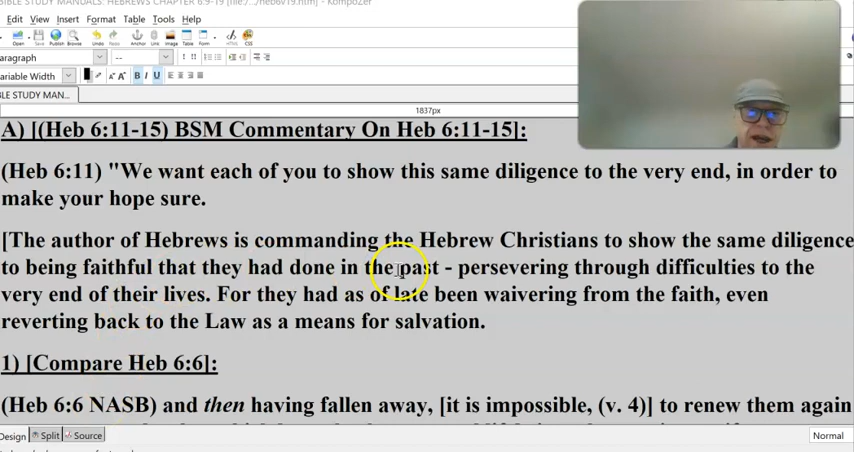 BIBLE STUDY MANUALS: HEBREWS CHAPTER 6:9-19 [file:/.../heb6v19.htm] - KompoZer
Edit View Insert Format Table Tools Help
Open Save Publish Browse Undo Redo Anchor Link Image Table Form HTML CSS
aragraph --
ariable Width A A B I U
BLE STUDY MAN...
1837px
A) [(Heb 6:11-15) BSM Commentary On Heb 6:11-15]:
(Heb 6:11) "We want each of you to show this same diligence to the very end, in order to
make your hope sure.
[The author of Hebrews is commanding the Hebrew Christians to show the same diligence
to being faithful that they had done in the past - persevering through difficulties to the
very end of their lives. For they had as of late been waivering from the faith, even
reverting back to the Law as a means for salvation.
1) [Compare Heb 6:6]:
(Heb 6:6 NASB) and then having fallen away, [it is impossible, (v. 4)] to renew them again
Design Split Source
Normal